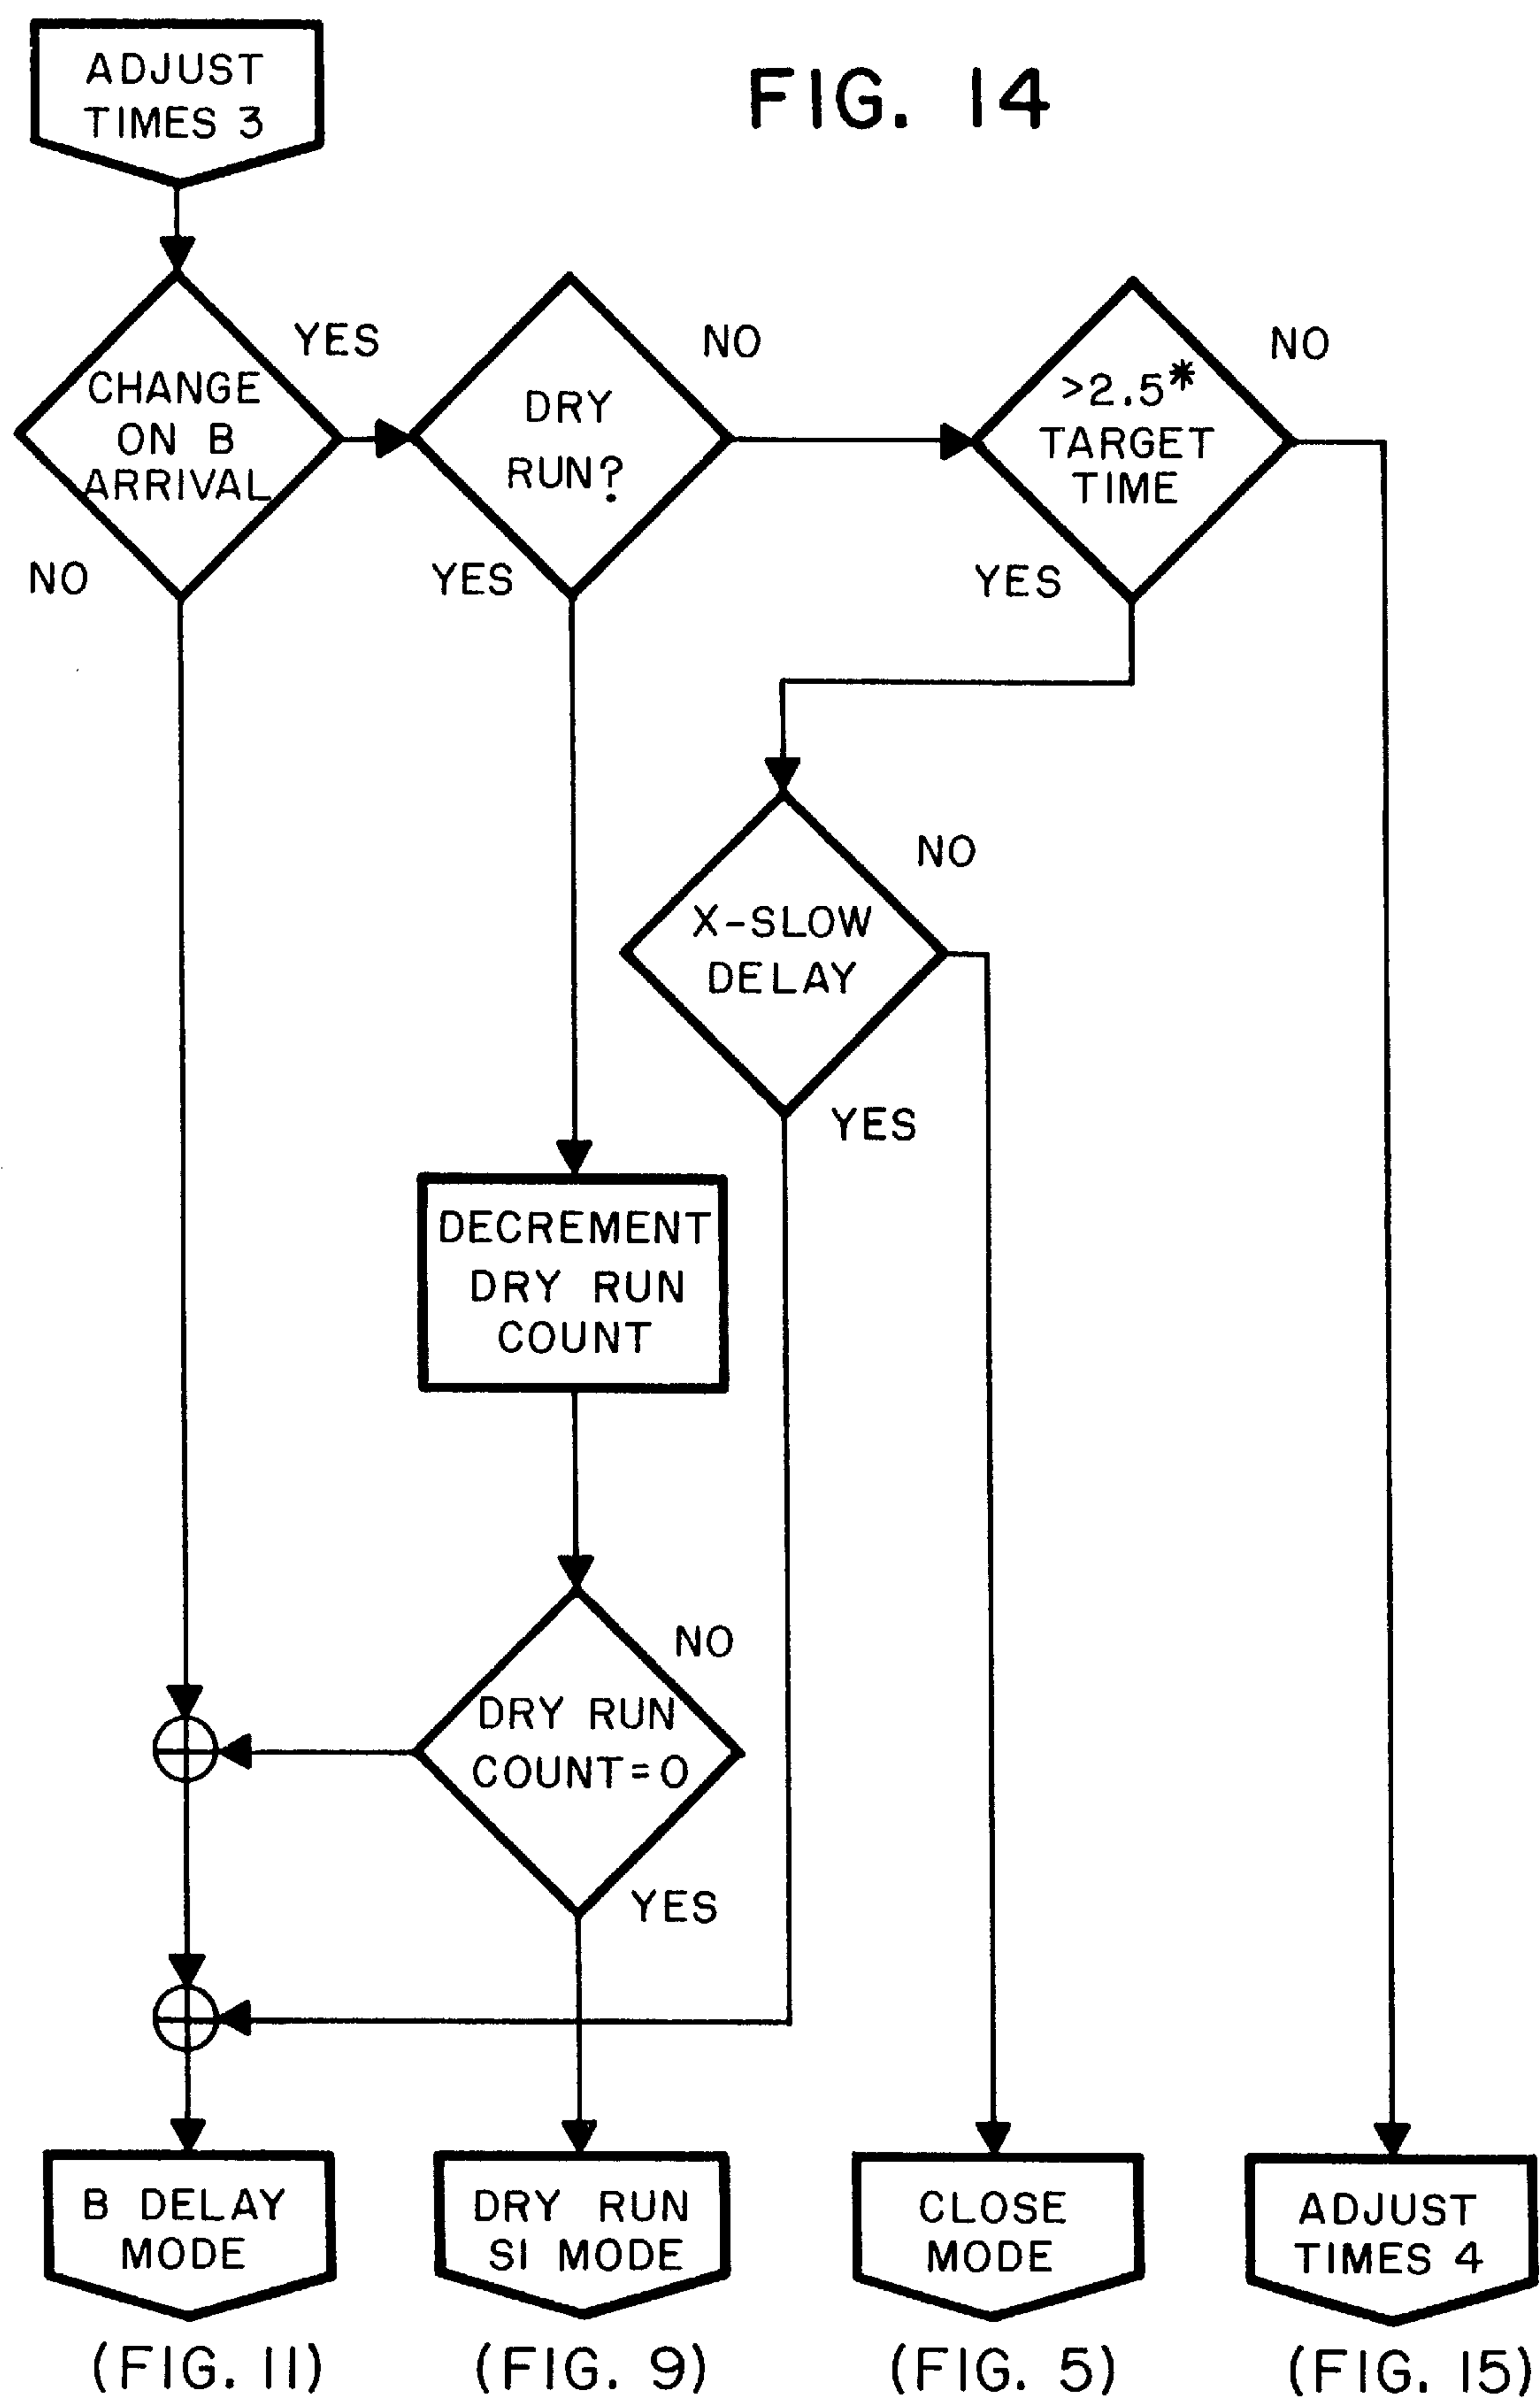 ADJUST
TIMES 3
FIG. 14
CHANGE
ON B
ARRIVAL
YES
NO
DRY
RUN?
NO
YES
>2.5*
TARGET
TIME
NO
YES
X-SLOW
DELAY
NO
YES
DECREMENT
DRY RUN
COUNT
DRY RUN
COUNT=0
NO
YES
B DELAY
MODE
(FIG. 11)
DRY RUN
SI MODE
(FIG. 9)
CLOSE
MODE
(FIG. 5)
ADJUST
TIMES 4
(FIG. 15)